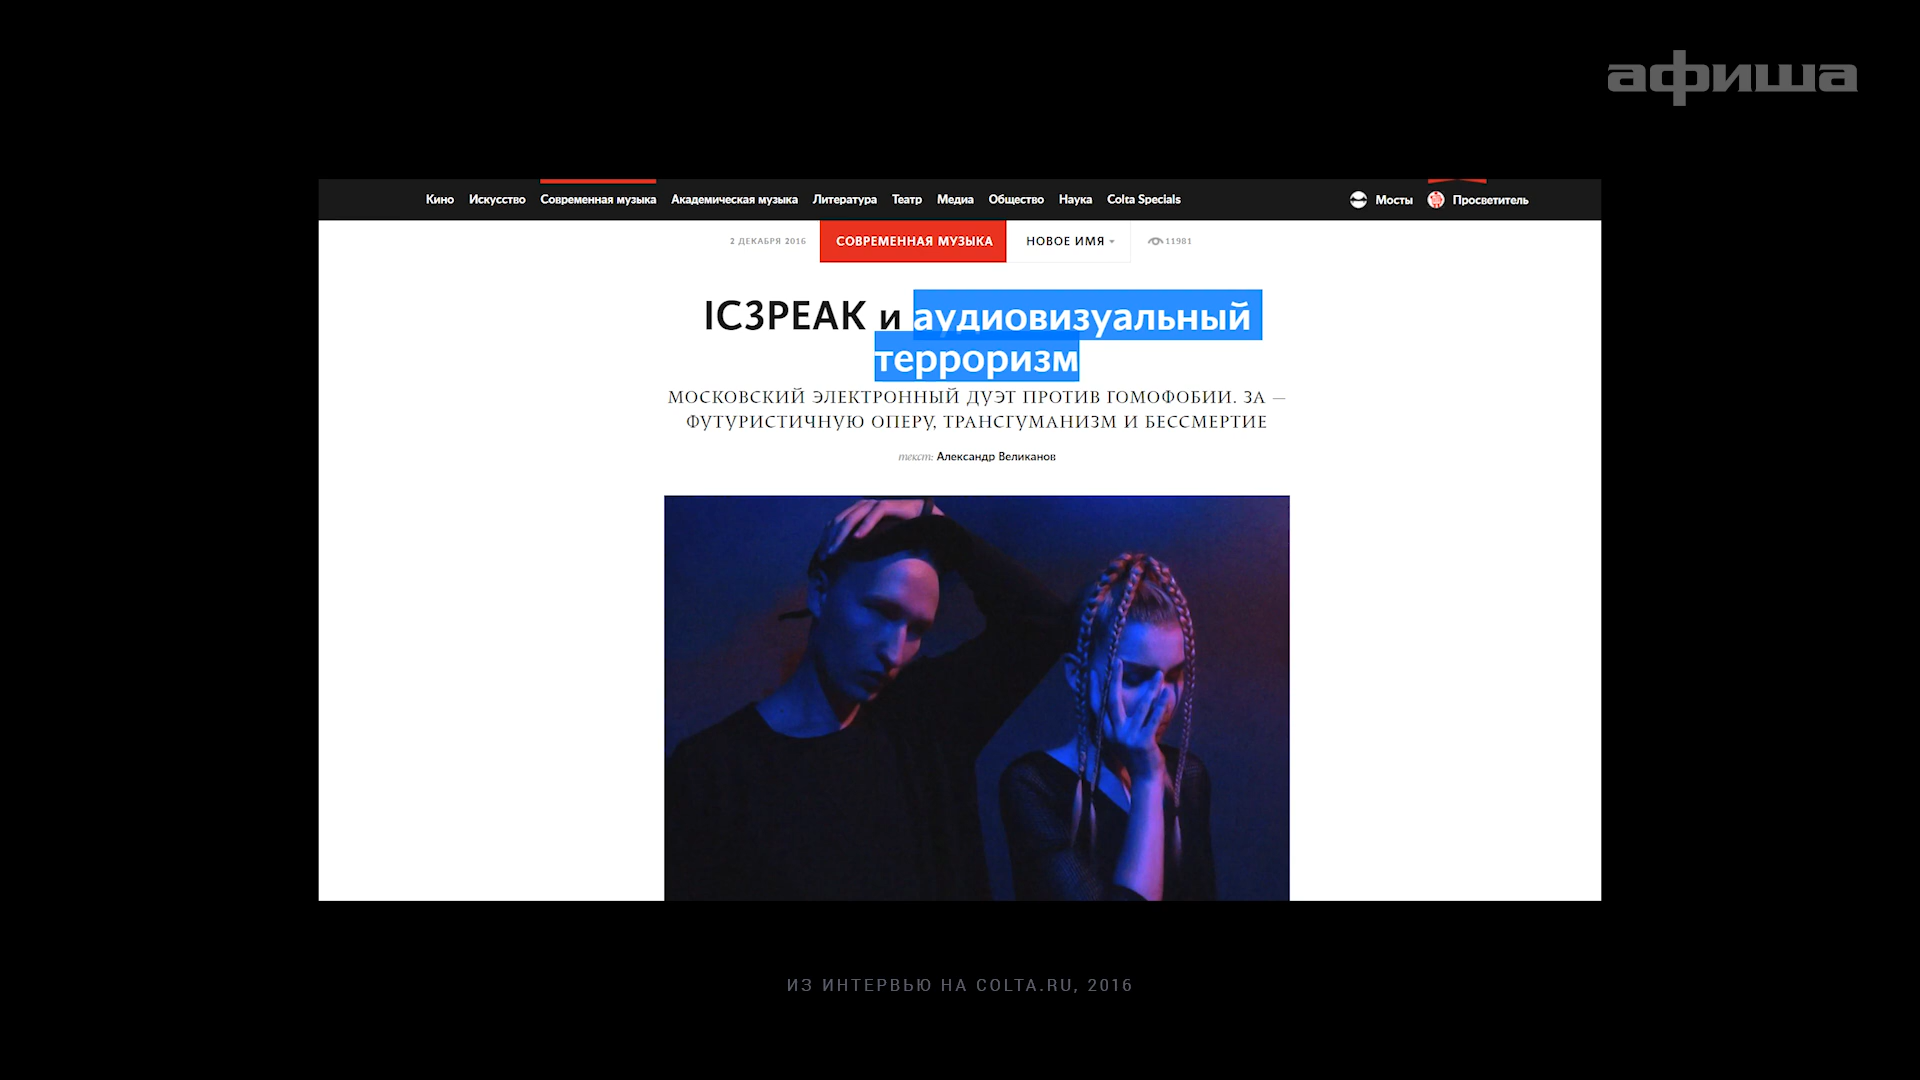 афиша
Кино Искусство Современная музыка Академическая музыка Литература Театр Медиа Общество Наука Colta Specials Мосты Просветитель
2 ДЕКАБРЯ 2016 СОВРЕМЕННАЯ МУЗЫКА НОВОЕ ИМЯ 11981
IC3PEAK и аудиовизуальный
терроризм
МОСКОВСКИЙ ЭЛЕКТРОННЫЙ ДУЭТ ПРОТИВ ГОМОФОБИИ. ЗА —
ФУТУРИСТИЧНУЮ ОПЕРУ, ТРАНСГУМАНИЗМ И БЕССМЕРТИЕ
текст: Александр Великанов
ИЗ ИНТЕРВЬЮ НА COLTA.RU, 2016